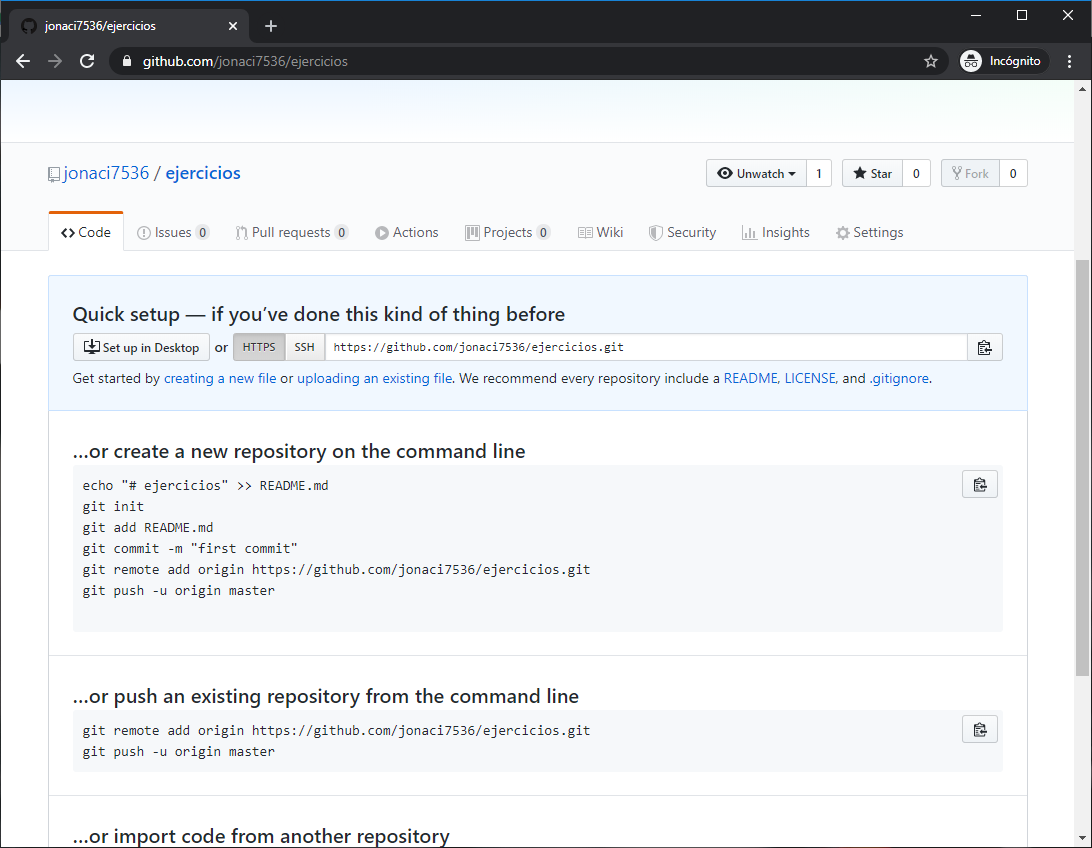 jonaci7536/ejercicios
github.com/jonaci7536/ejercicios
Incógnito
jonaci7536 / ejercicios
Unwatch 1
Star 0
Fork 0
Code
Issues 0
Pull requests 0
Actions
Projects 0
Wiki
Security
Insights
Settings
Quick setup — if you’ve done this kind of thing before
Set up in Desktop or HTTPS SSH https://github.com/jonaci7536/ejercicios.git
Get started by creating a new file or uploading an existing file. We recommend every repository include a README, LICENSE, and .gitignore.
…or create a new repository on the command line
echo "# ejercicios" >> README.md
git init
git add README.md
git commit -m "first commit"
git remote add origin https://github.com/jonaci7536/ejercicios.git
git push -u origin master
…or push an existing repository from the command line
git remote add origin https://github.com/jonaci7536/ejercicios.git
git push -u origin master
…or import code from another repository